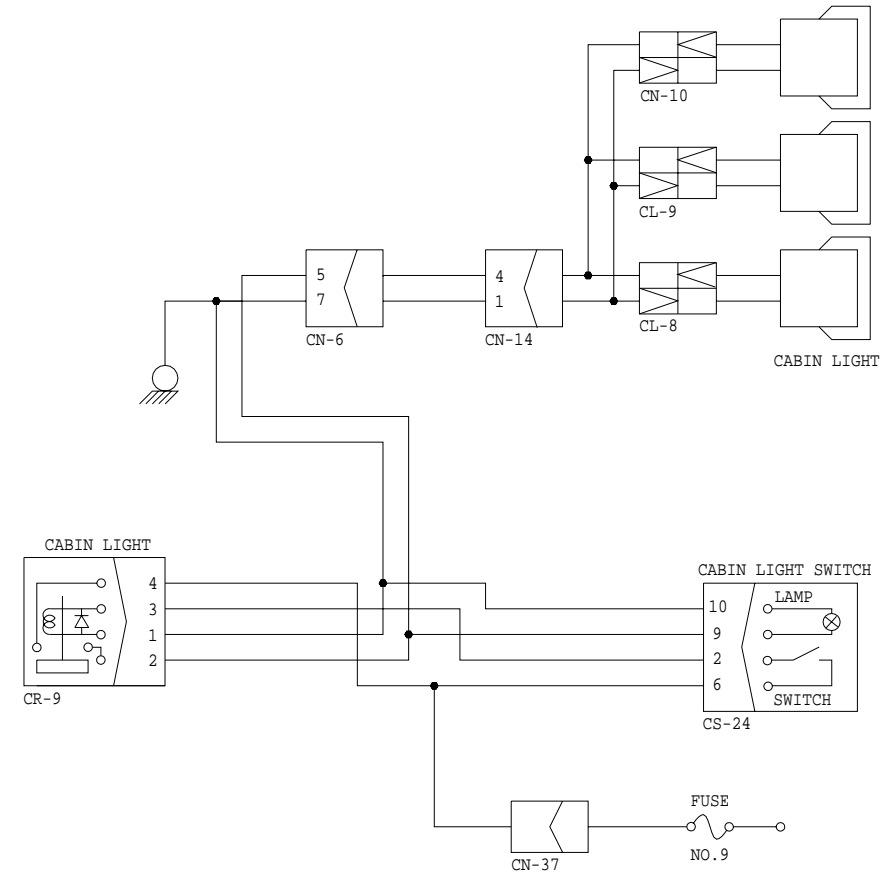 CN-10
CL-9
5
7
CN-6
4
1
CN-14
CL-8
CABIN LIGHT
CABIN LIGHT
4
3
1
2
CR-9
CABIN LIGHT SWITCH
10
9
2
6
LAMP
SWITCH
CS-24
FUSE
NO.9
CN-37